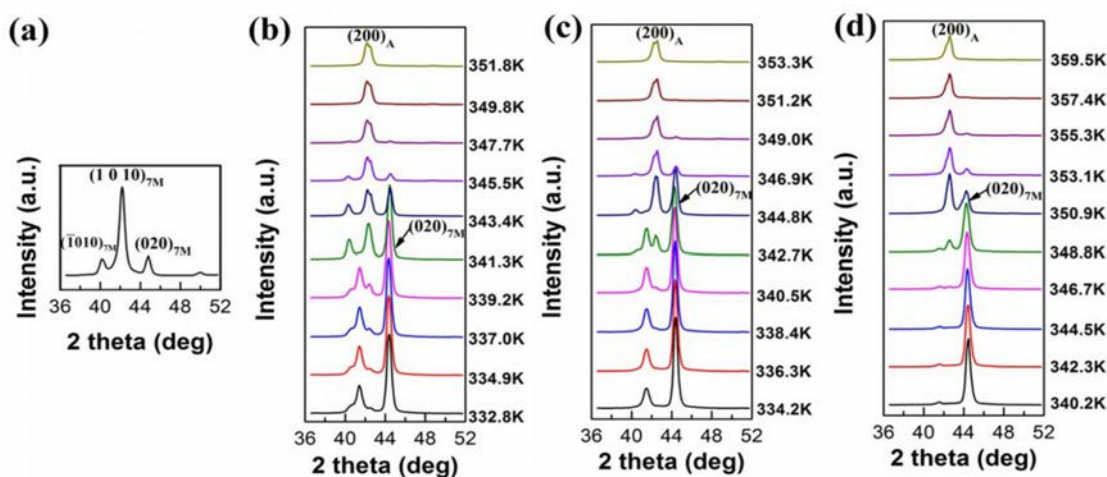 (a)
(1 0 10)7M
(1̅010)7M
(020)7M
Intensity (a.u.)
36 40 44 48 52
2 theta (deg)
(b)
(200)A
351.8K
349.8K
347.7K
345.5K
343.4K
(020)7M
341.3K
339.2K
337.0K
334.9K
332.8K
Intensity (a.u.)
36 40 44 48 52
2 theta (deg)
(c)
(200)A
353.3K
351.2K
349.0K
346.9K
(020)7M
344.8K
342.7K
340.5K
338.4K
336.3K
334.2K
Intensity (a.u.)
36 40 44 48 52
2 theta (deg)
(d)
(200)A
359.5K
357.4K
355.3K
353.1K
(020)7M
350.9K
348.8K
346.7K
344.5K
342.3K
340.2K
Intensity (a.u.)
36 40 44 48 52
2 theta (deg)